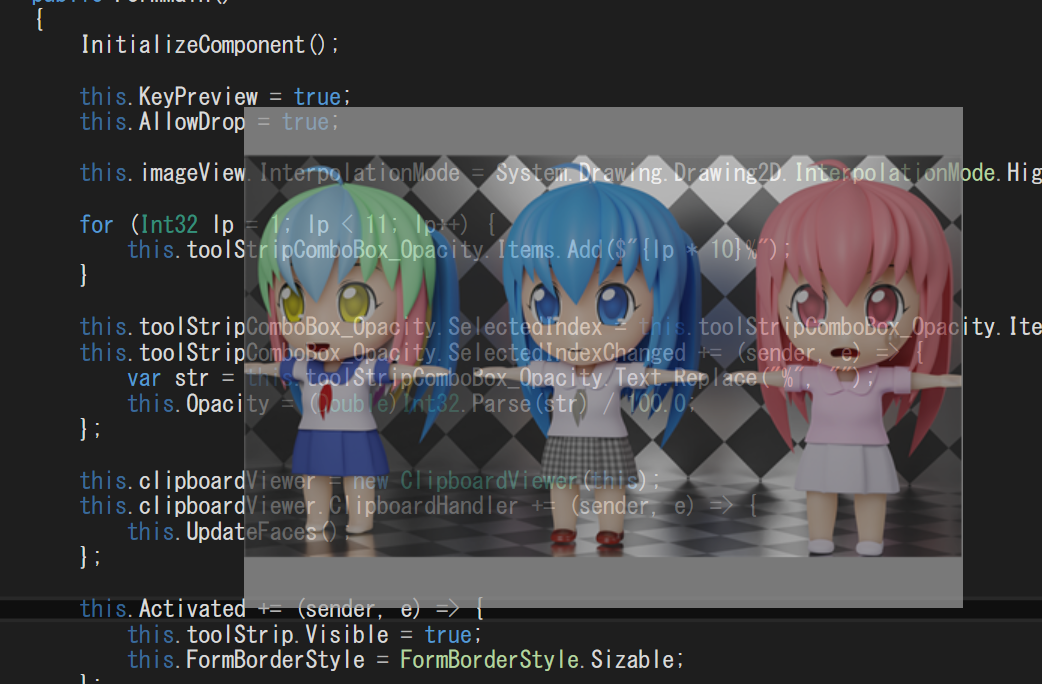 public FormMain()
{
InitializeComponent();
this.KeyPreview = true;
this.AllowDrop = true;
this.imageView.InterpolationMode = System.Drawing.Drawing2D.InterpolationMode.Hig
for (Int32 lp = 1; lp < 11; lp++) {
this.toolStripComboBox_Opacity.Items.Add($"{lp * 10}%");
}
this.toolStripComboBox_Opacity.SelectedIndex = this.toolStripComboBox_Opacity.Ite
this.toolStripComboBox_Opacity.SelectedIndexChanged += (sender, e) => {
var str = this.toolStripComboBox_Opacity.Text.Replace("%", "");
this.Opacity = (Double)Int32.Parse(str) / 100.0;
};
this.clipboardViewer = new ClipboardViewer(this);
this.clipboardViewer.ClipboardHandler += (sender, e) => {
this.UpdateFaces();
};
this.Activated += (sender, e) => {
this.toolStrip.Visible = true;
this.FormBorderStyle = FormBorderStyle.Sizable;
};